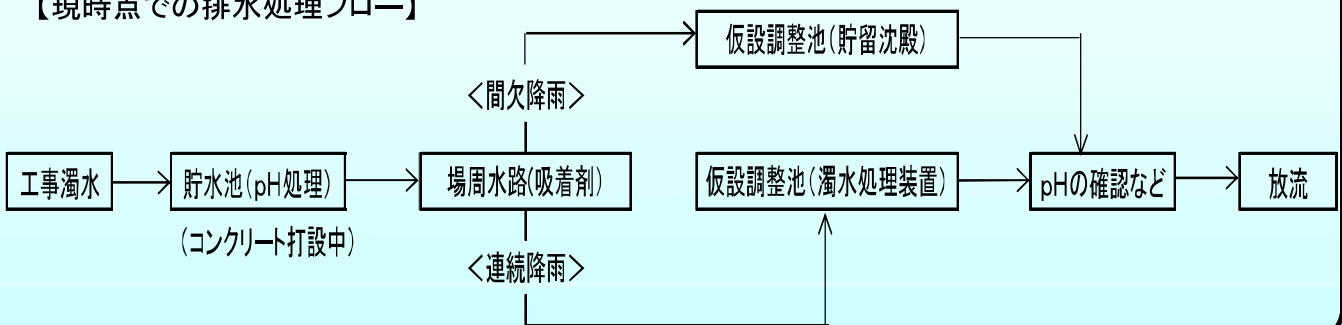 【現時点での排水処理フロー】
仮設調整池(貯留沈殿)
<間欠降雨>
工事濁水
貯水池(pH処理)
場周水路(吸着剤)
仮設調整池(濁水処理装置)
pHの確認など
放流
(コンクリート打設中)
<連続降雨>